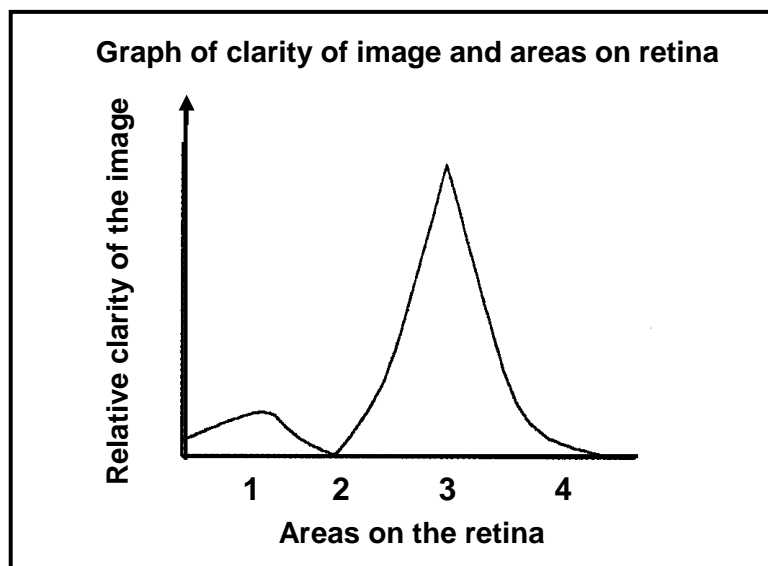 Graph of clarity of image and areas on retina
Relative clarity of the image
1 2 3 4
Areas on the retina